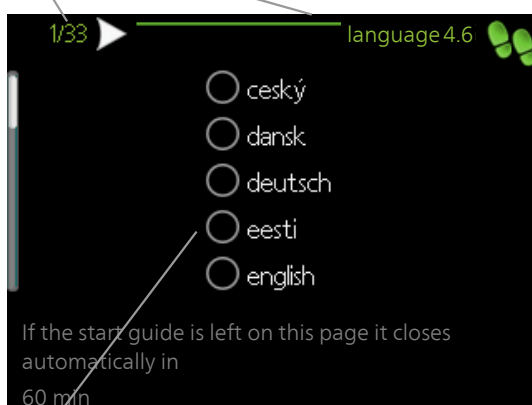 1/33 language 4.6
ceský
dansk
deutsch
eesti
english
If the start guide is left on this page it closes
automatically in
60 min